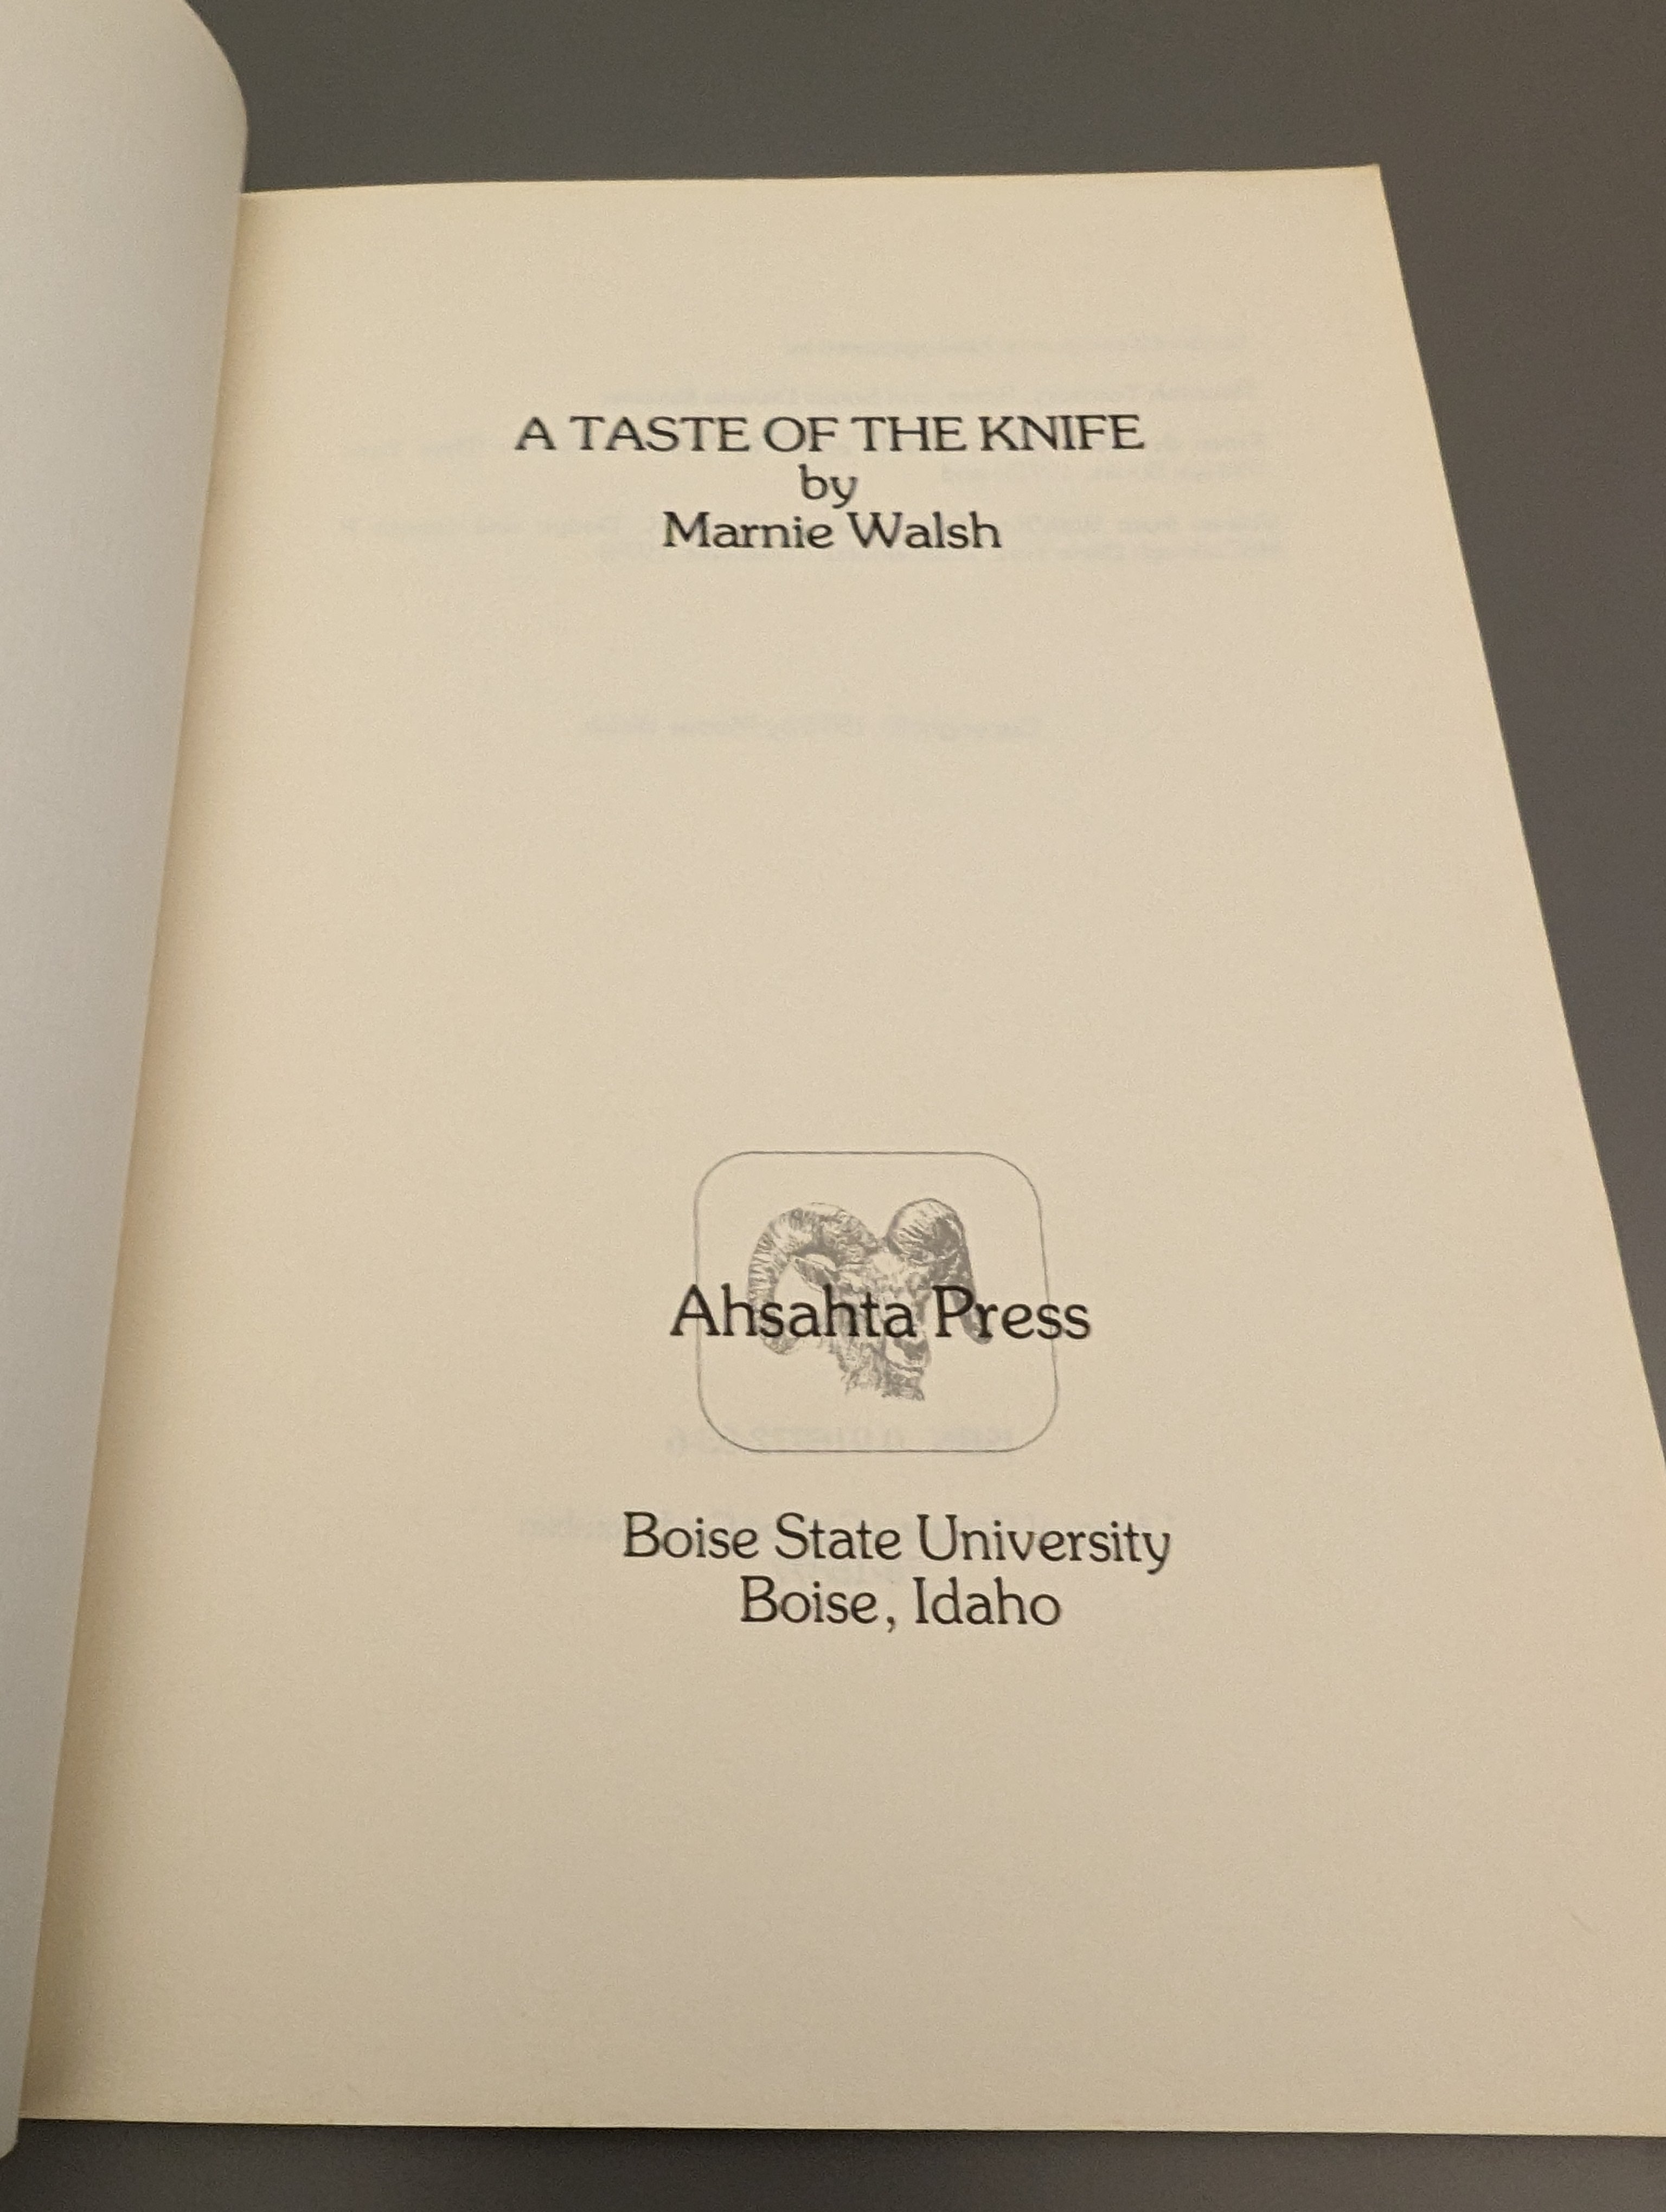 A TASTE OF THE KNIFE
by
Marnie Walsh
Ahsahta Press
Boise State University
Boise, Idaho